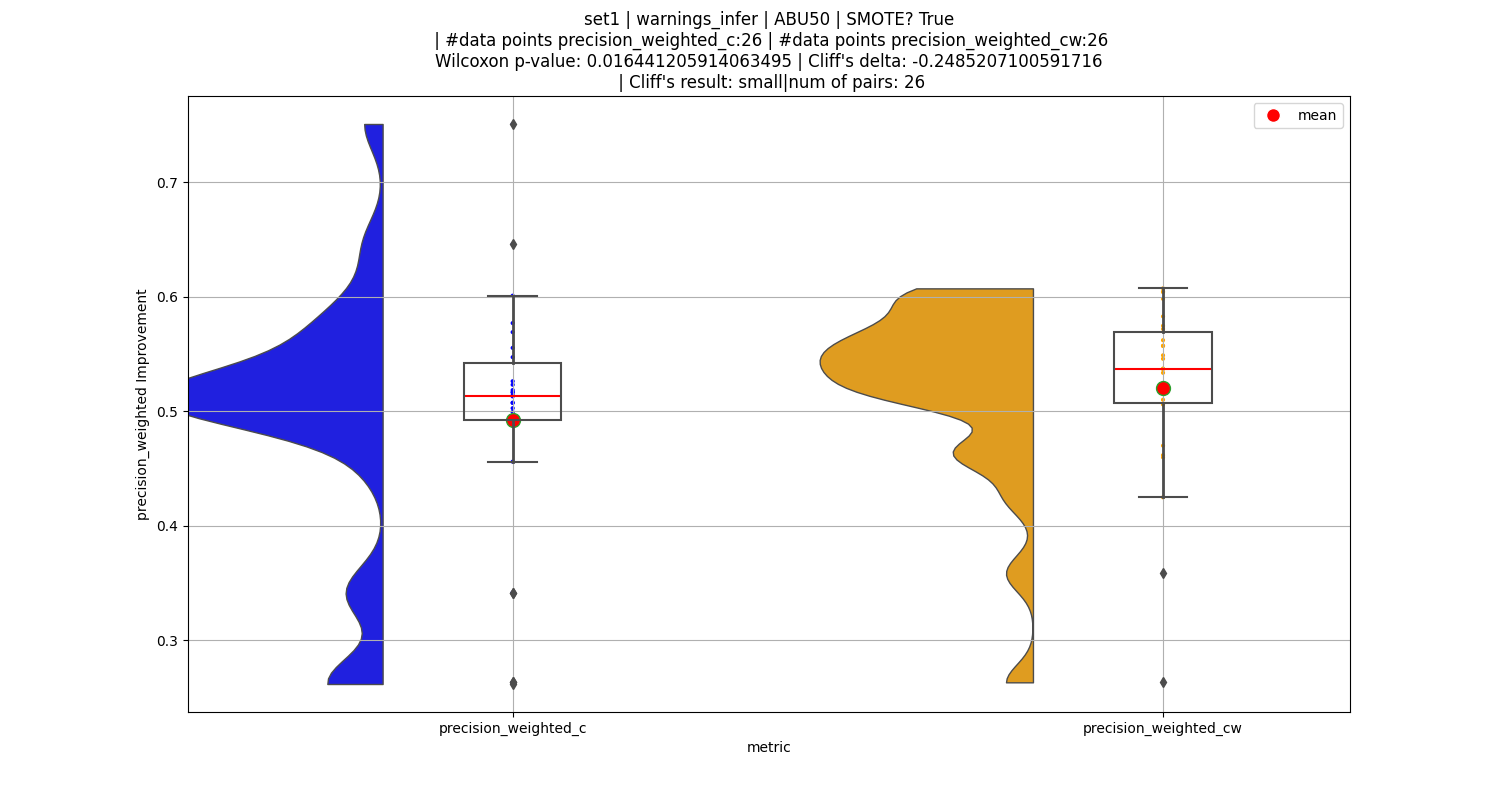 set1 | warnings_infer | ABU50 | SMOTE? True
| #data points precision_weighted_c:26 | #data points precision_weighted_cw:26
Wilcoxon p-value: 0.016441205914063495 | Cliff's delta: -0.2485207100591716
| Cliff's result: small|num of pairs: 26
mean
0.7
0.6
0.5
0.4
0.3
precision_weighted Improvement
precision_weighted_c
precision_weighted_cw
metric